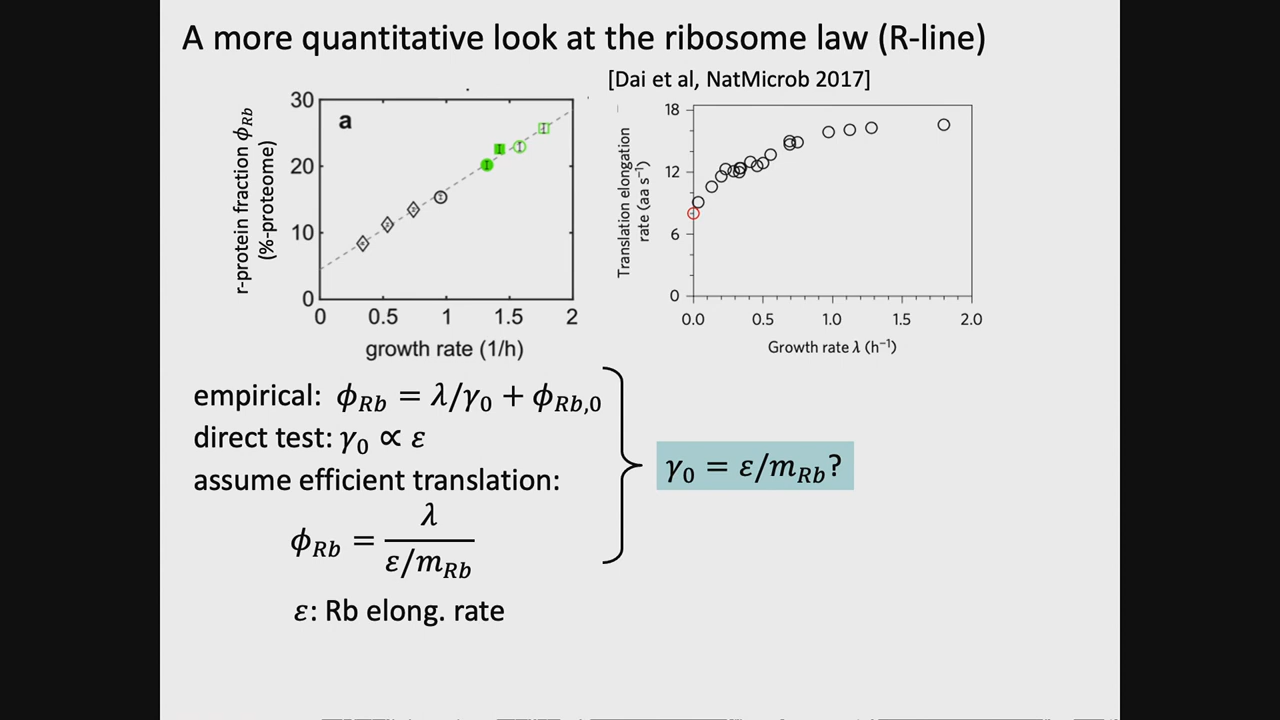 A more quantitative look at the ribosome law (R-line)
[Dai et al, NatMicrob 2017]
r-protein fraction ϕ_Rb
(%-proteome)
30
20
10
0
a
0 0.5 1 1.5 2
growth rate (1/h)
Translation elongation
rate (aa s⁻¹)
18
12
6
0
0.0 0.5 1.0 1.5 2.0
Growth rate λ (h⁻¹)
empirical: ϕ_Rb = λ/γ_0 + ϕ_Rb,0
direct test: γ_0 ∝ ε
assume efficient translation:
ϕ_Rb = λ / (ε/m_Rb)
ε: Rb elong. rate
γ_0 = ε/m_Rb?